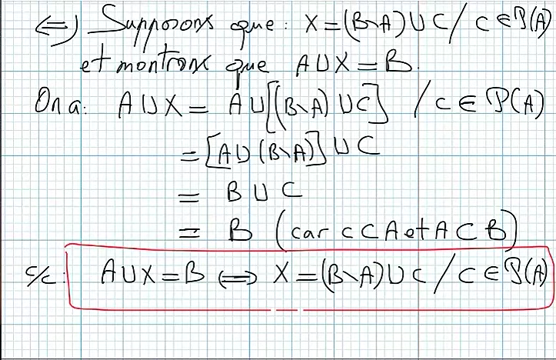 ⇐) Supposons que: X=(B\A)∪C / C∈P(A)
et montrons que A∪X=B.
On a: A∪X = A∪[(B\A)∪C] / C∈P(A)
= [A∪(B\A)]∪C
= B∪C
= B (car C⊂A et A⊂B)
C/C: A∪X=B ⟺ X=(B\A)∪C / C∈P(A)